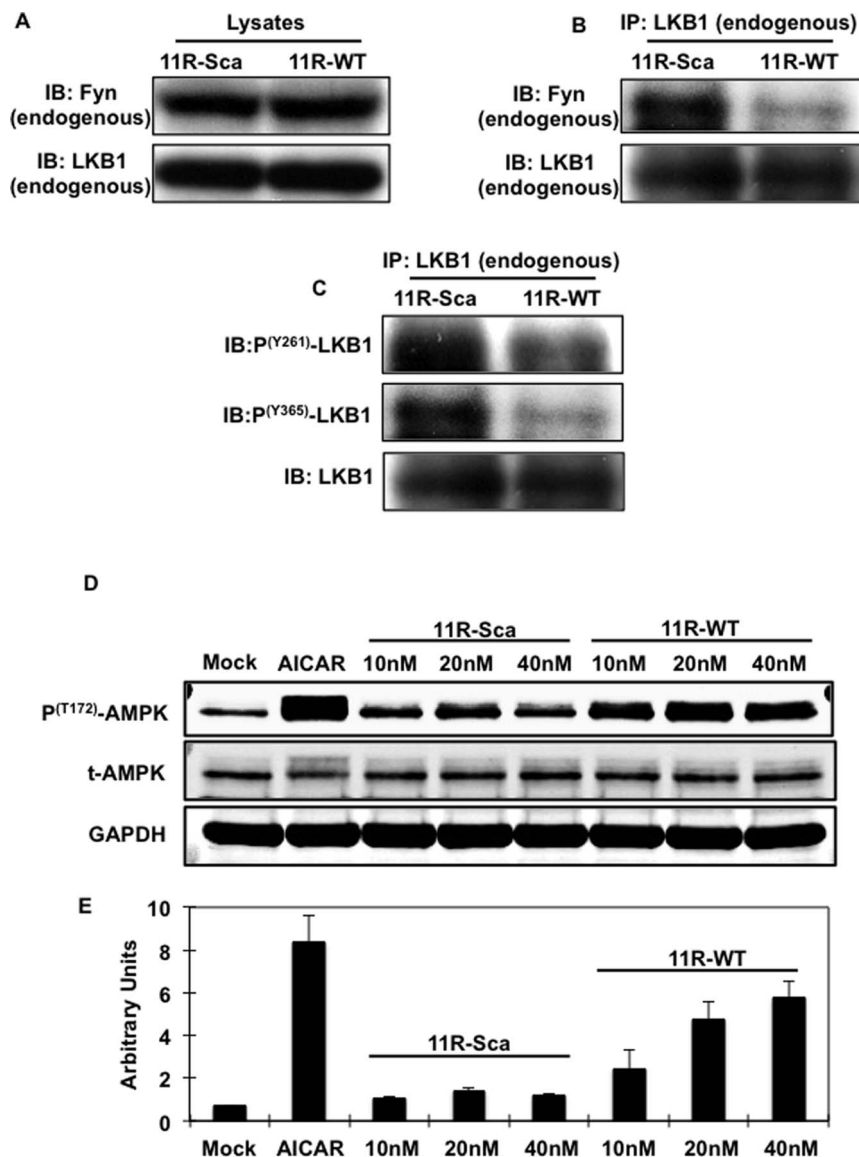 A
Lysates
11R-Sca 11R-WT
IB: Fyn
(endogenous)
IB: LKB1
(endogenous)
B
IP: LKB1 (endogenous)
11R-Sca 11R-WT
IB: Fyn
(endogenous)
IB: LKB1
(endogenous)
IP: LKB1 (endogenous)
C
11R-Sca 11R-WT
IB:P(Y261)-LKB1
IB:P(Y365)-LKB1
IB: LKB1
D
11R-Sca 11R-WT
Mock AICAR 10nM 20nM 40nM 10nM 20nM 40nM
P(T172)-AMPK
t-AMPK
GAPDH
E
Arbitrary Units
10
8
6
4
2
0
11R-WT
11R-Sca
Mock AICAR 10nM 20nM 40nM 10nM 20nM 40nM